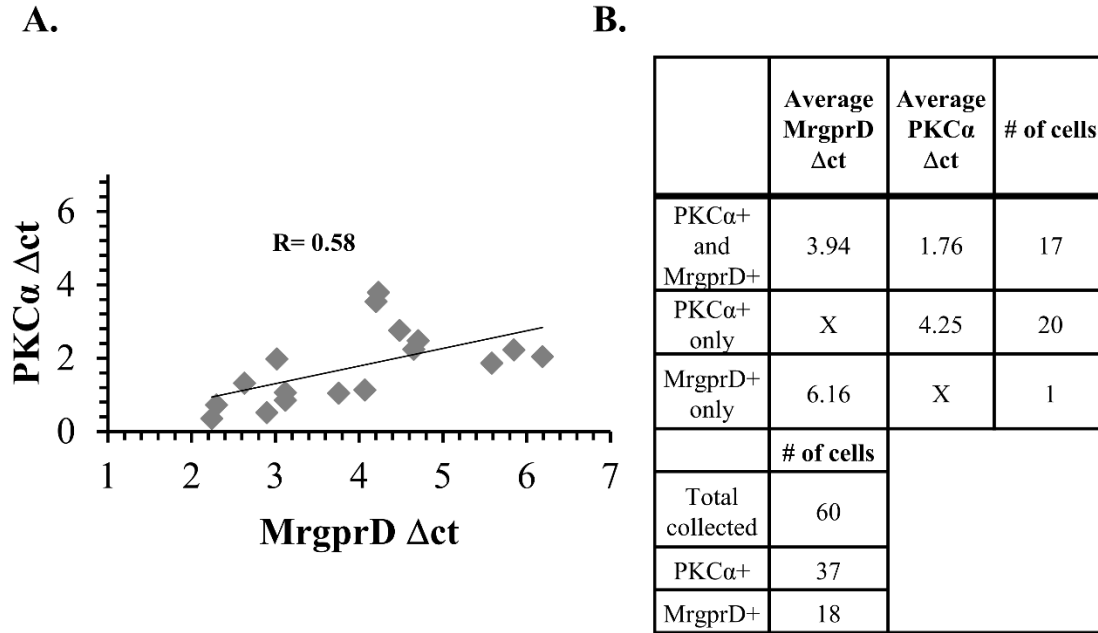 A.
R= 0.58
PKCα Δct
6
4
2
0
1 2 3 4 5 6 7
MrgprD Δct
B.
Average MrgprD Δct
Average PKCα Δct
# of cells
PKCα+ and MrgprD+
3.94
1.76
17
PKCα+ only
X
4.25
20
MrgprD+ only
6.16
X
1
# of cells
Total collected
60
PKCα+
37
MrgprD+
18